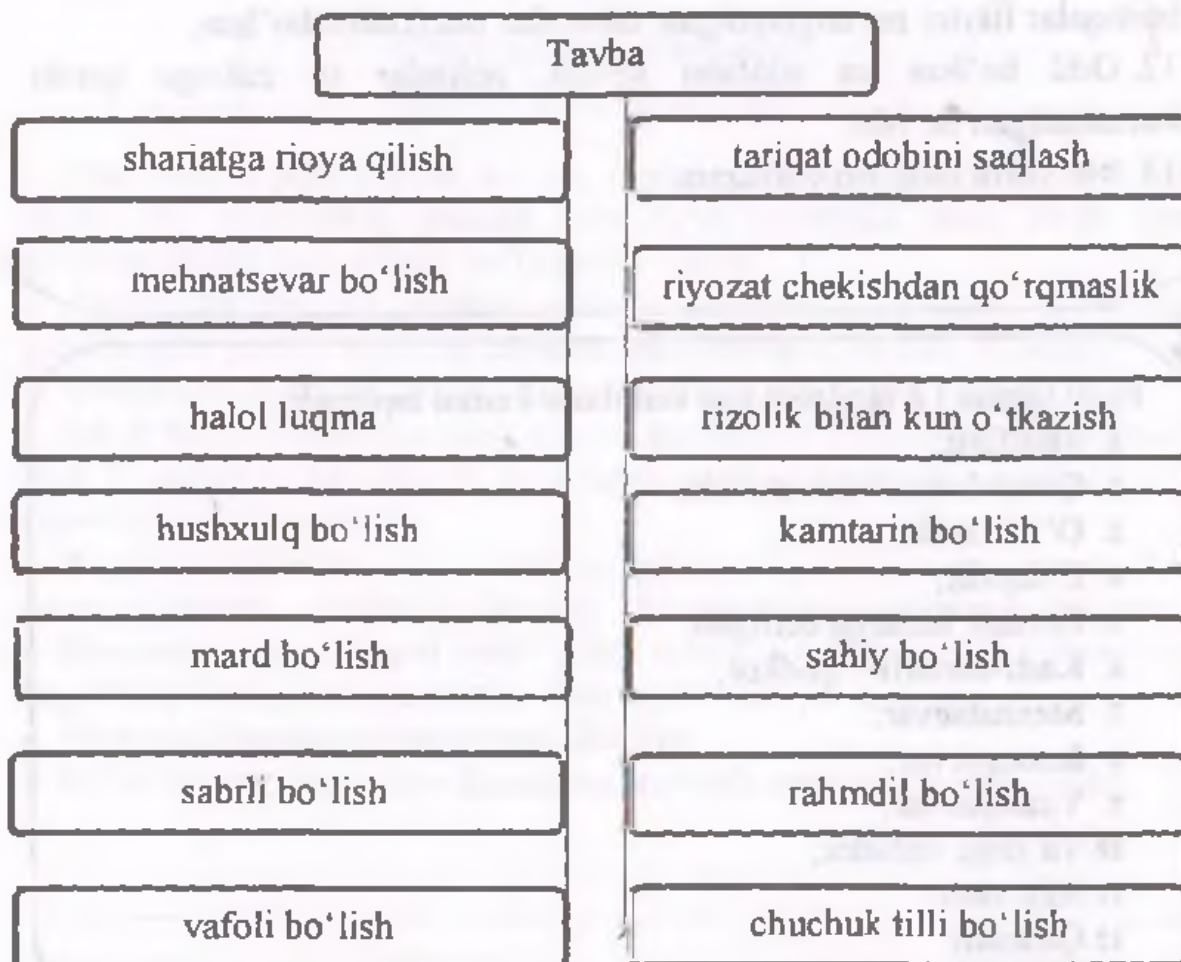 Tavba
shariatga rioya qilish
tariqat odobini saqlash
mehnatsevar bo‘lish
riyozat chekishdan qo‘rqmaslik
halol luqma
rizolik bilan kun o‘tkazish
hushxulq bo‘lish
kamtarin bo‘lish
mard bo‘lish
sahiy bo‘lish
sabrli bo‘lish
rahmdil bo‘lish
vafoli bo‘lish
chuchuk tilli bo‘lish